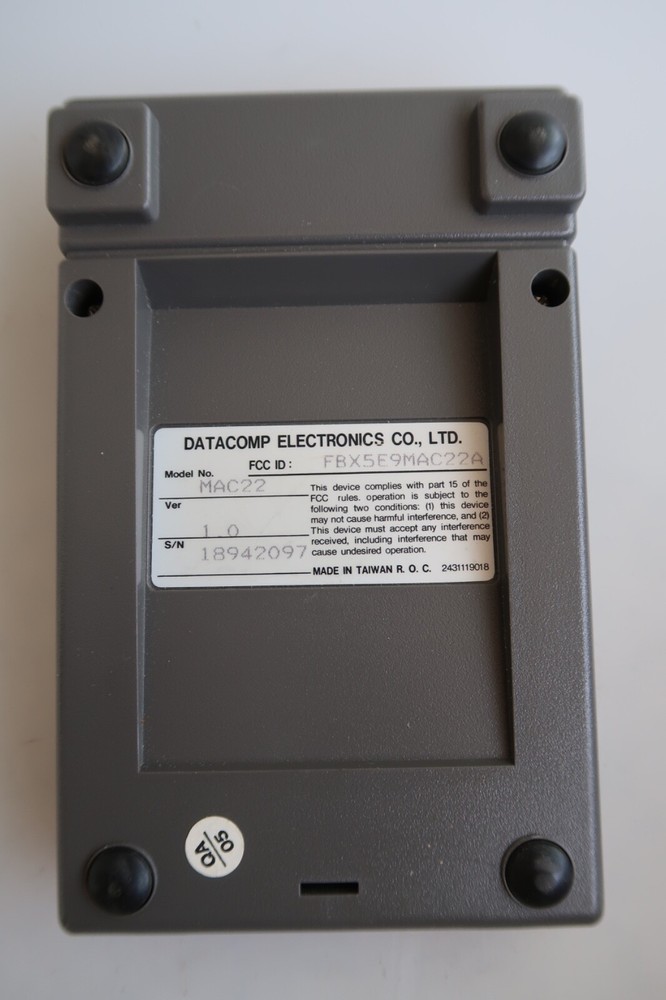 DATACOMP ELECTRONICS CO., LTD.
FCC ID: FBX5E9MAC22A
Model No. MAC22
This device complies with part 15 of the
FCC rules. operation is subject to the
following two conditions: (1) this device
may not cause harmful interference, and (2)
This device must accept any interference
received, including interference that may
cause undesired operation.
Ver 1.0
S/N 18942097
MADE IN TAIWAN R. O. C. 2431119018
QA
05